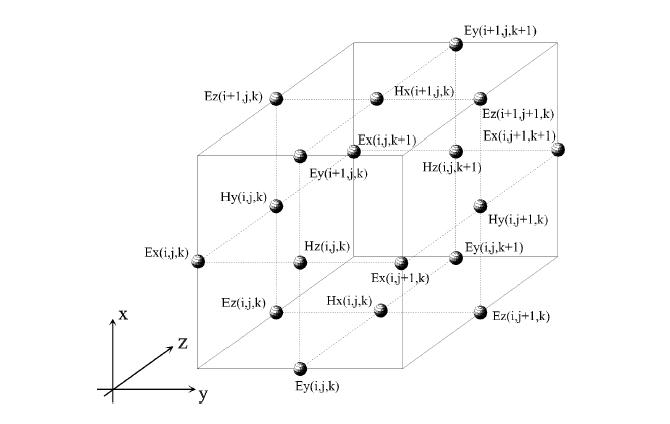 Ey(i+1,j,k+1)
Ez(i+1,j,k)
Hx(i+1,j,k)
Ez(i+1,j+1,k)
Ex(i,j,k+1)
Ex(i,j+1,k+1)
Ey(i+1,j,k)
Hz(i,j,k+1)
Hy(i,j,k)
Hy(i,j+1,k)
Ex(i,j,k)
Hz(i,j,k)
Ey(i,j,k+1)
Ex(i,j+1,k)
Ez(i,j,k)
Hx(i,j,k)
Ez(i,j+1,k)
x
z
Ey(i,j,k)
y